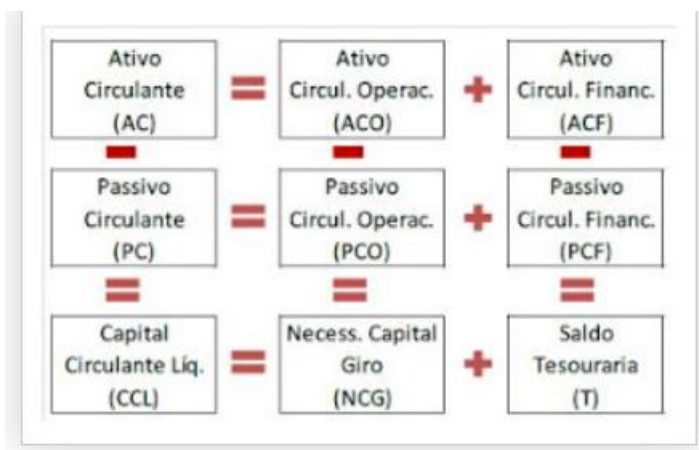 Ativo
Circulante
(AC)
=
Ativo
Circul. Operac.
(ACO)
+
Ativo
Circul. Financ.
(ACF)
-
-
-
Passivo
Circulante
(PC)
=
Passivo
Circul. Operac.
(PCO)
+
Passivo
Circul. Financ.
(PCF)
=
=
=
Capital
Circulante Líq.
(CCL)
=
Necess. Capital
Giro
(NCG)
+
Saldo
Tesouraria
(T)